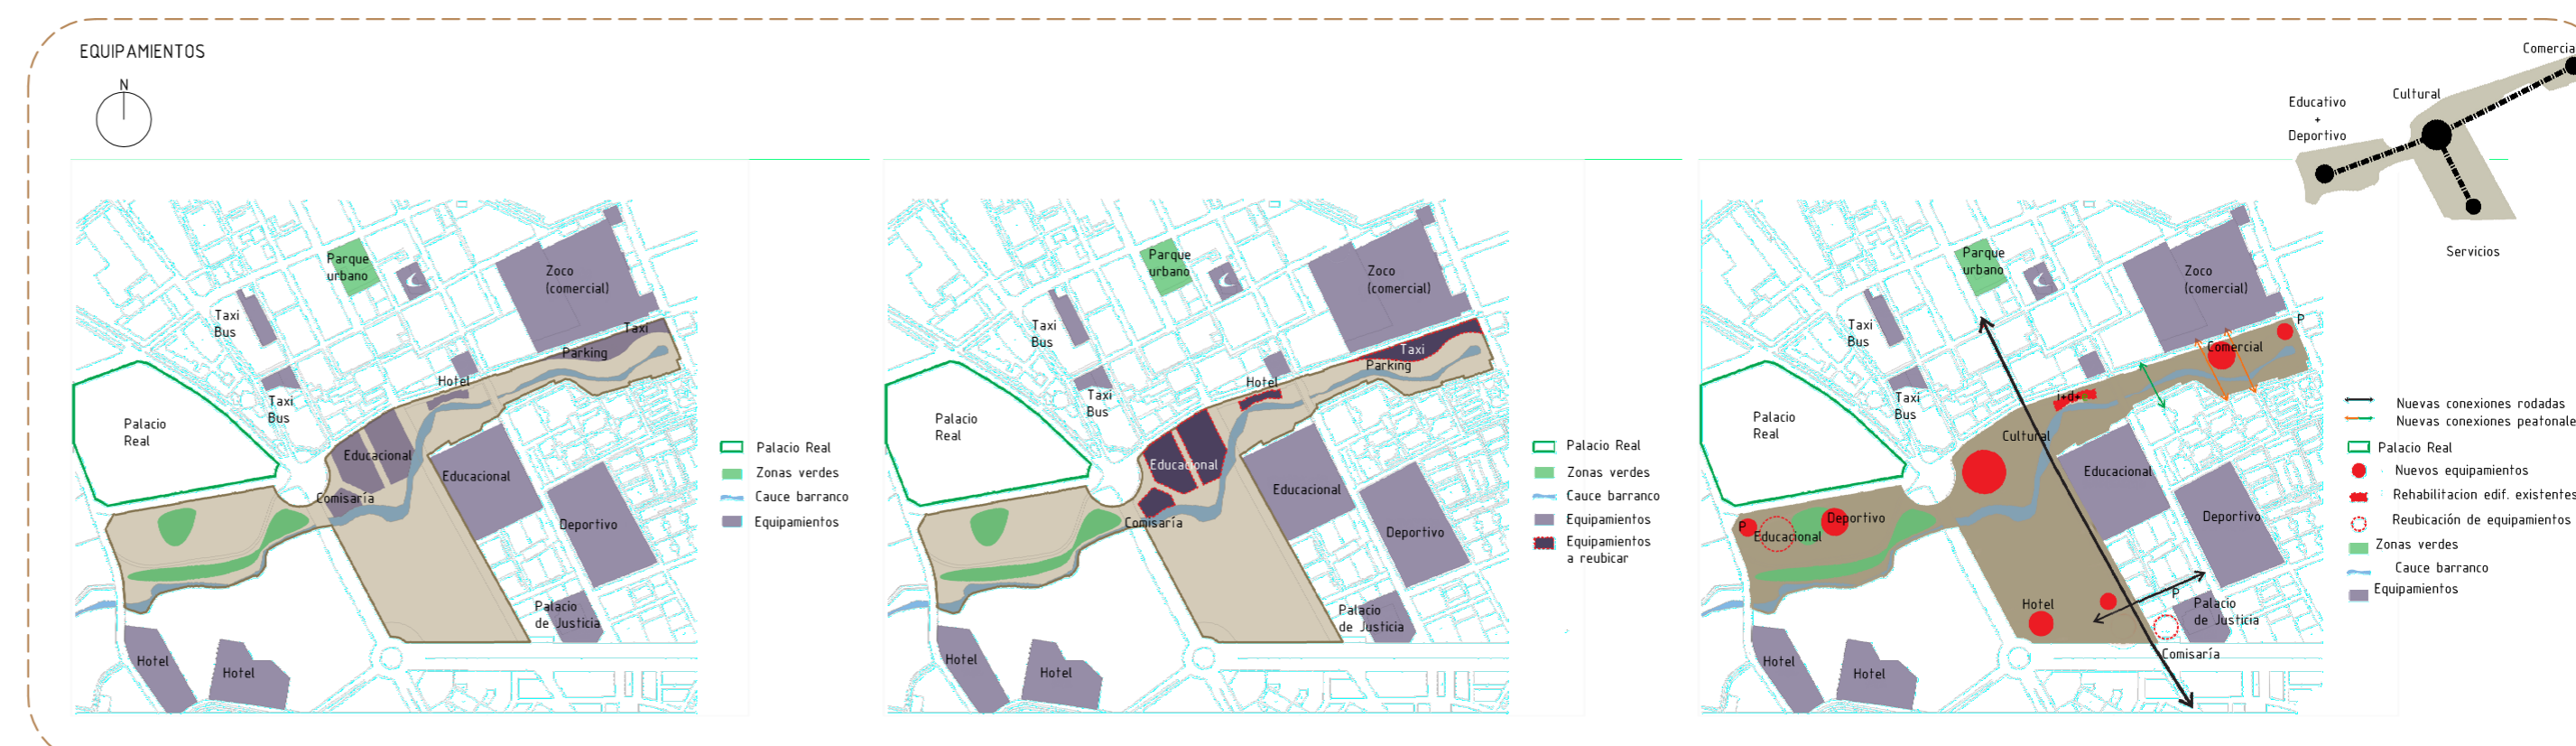 EQUIPAMIENTOS
N
Parque
urbano
Zoco
(comercial)
Taxi
Bus
Taxi
Parking
Hotel
Taxi
Bus
Palacio
Real
Educacional
Educacional
Comisaría
Deportivo
Palacio
de Justicia
Hotel
Hotel
Palacio Real
Zonas verdes
Cauce barranco
Equipamientos
Parque
urbano
Zoco
(comercial)
Taxi
Bus
Taxi
Parking
Hotel
Taxi
Bus
Palacio
Real
Educacional
Educacional
Comisaría
Deportivo
Palacio
de Justicia
Hotel
Hotel
Palacio Real
Zonas verdes
Cauce barranco
Equipamientos
Equipamientos
a reubicar
Parque
urbano
Zoco
(comercial)
Taxi
Bus
P
Comercial
Taxi
Bus
i+d+
Palacio
Real
Cultural
Educacional
Deportivo
P
Deportivo
Educacional
Hotel
P
Palacio
de Justicia
Comisaría
Hotel
Hotel
Comercia
Cultural
Educativo
+
Deportivo
Servicios
Nuevas conexiones rodadas
Nuevas conexiones peatonale
Palacio Real
Nuevos equipamientos
Rehabilitacion edif. existentes
Reubicación de equipamientos
Zonas verdes
Cauce barranco
Equipamientos